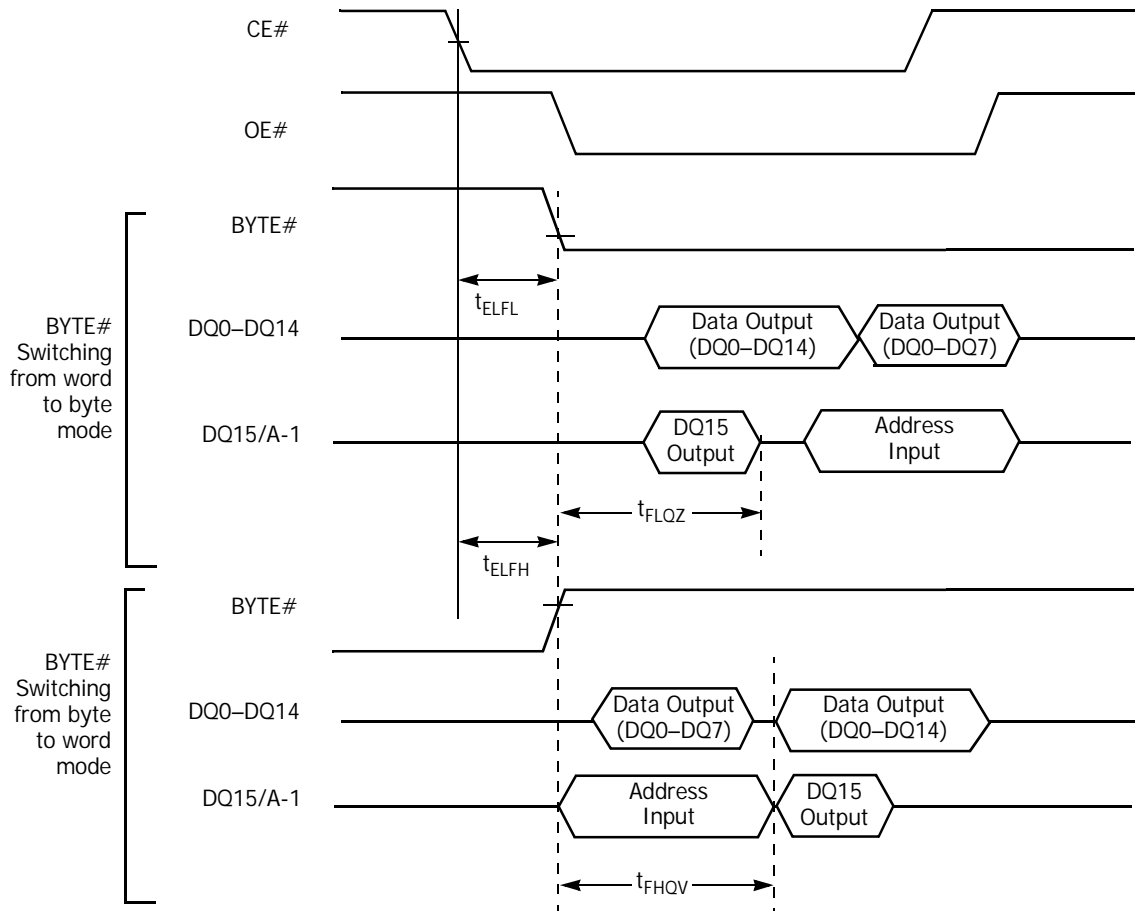 CE#
OE#
BYTE#
tELFL
BYTE#
Switching
from word
to byte
mode
DQ0–DQ14
Data Output
(DQ0–DQ14)
Data Output
(DQ0–DQ7)
DQ15/A-1
DQ15
Output
Address
Input
tFLQZ
tELFH
BYTE#
BYTE#
Switching
from byte
to word
mode
DQ0–DQ14
Data Output
(DQ0–DQ7)
Data Output
(DQ0–DQ14)
DQ15/A-1
Address
Input
DQ15
Output
tFHQV